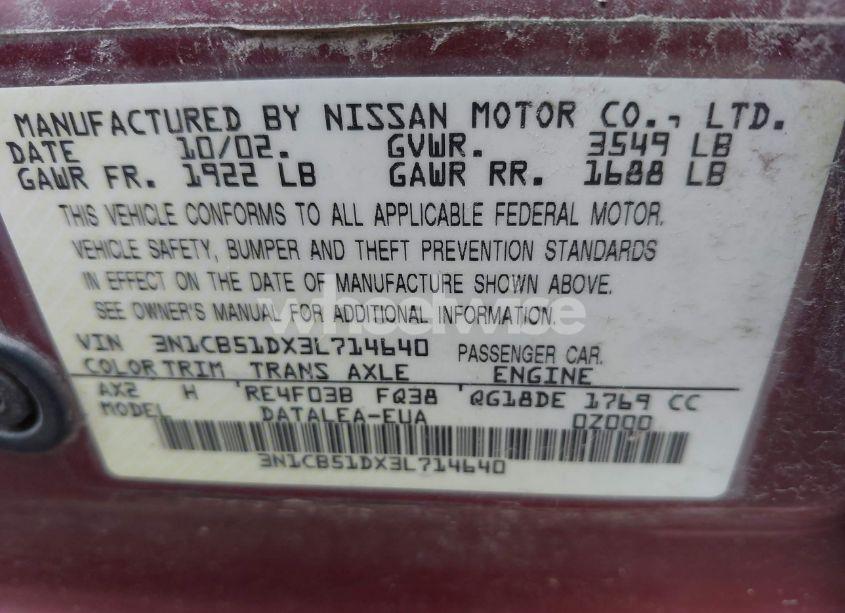 MANUFACTURED BY NISSAN MOTOR CO., LTD.
DATE 10/02. GVWR. 3549 LB
GAWR FR. 1922 LB GAWR RR. 1688 LB
THIS VEHICLE CONFORMS TO ALL APPLICABLE FEDERAL MOTOR.
VEHICLE SAFETY, BUMPER AND THEFT PREVENTION STANDARDS
IN EFFECT ON THE DATE OF MANUFACTURE SHOWN ABOVE.
SEE OWNER'S MANUAL FOR ADDITIONAL INFORMATION.
wheelwise
VIN 3N1CB51DX3L714640 PASSENGER CAR.
COLOR TRIM TRANS AXLE ENGINE
AX2 H 'RE4F03B FQ38 'QG18DE 1769 CC
MODEL DATALEA-EUA 0Z000
3N1CB51DX3L714640